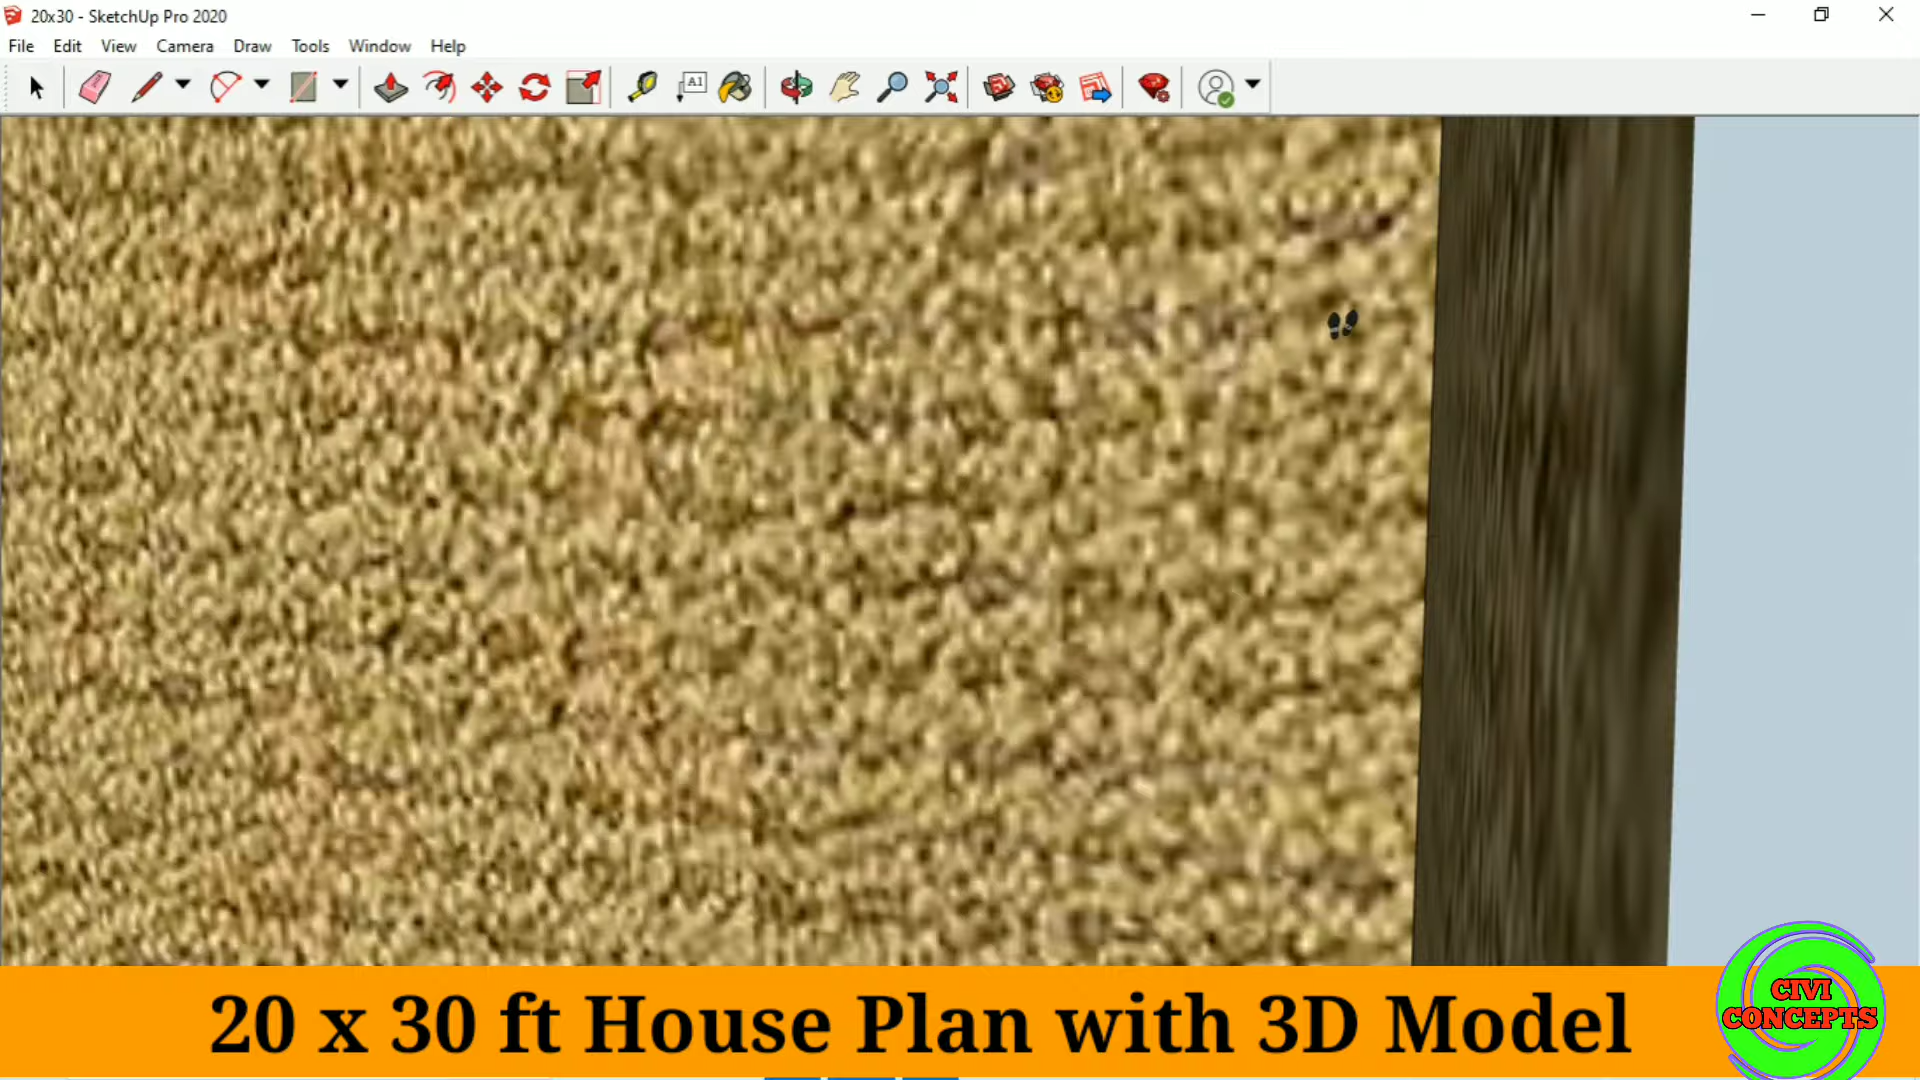 20x30 - SketchUp Pro 2020
File Edit View Camera Draw Tools Window Help
A1
20 x 30 ft House Plan with 3D Model
CIVI
CONCEPTS